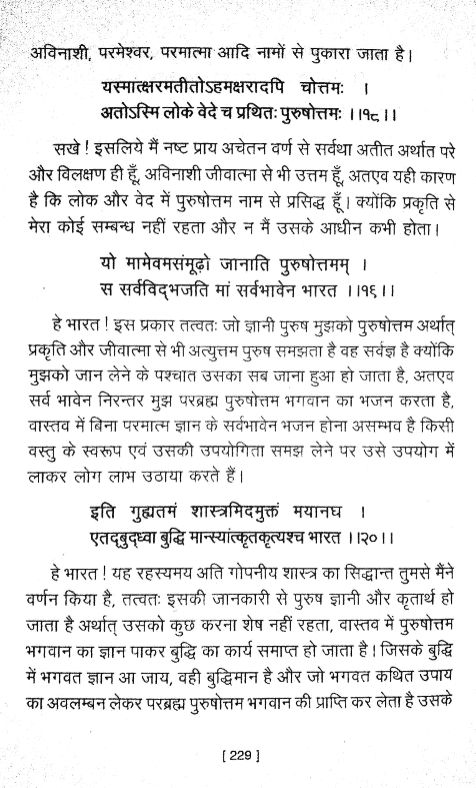 अविनाशी, परमेश्वर, परमात्मा आदि नामों से पुकारा जाता है।
यस्मात्क्षरमतीतोऽहमक्षरादपि चोत्तमः ।
अतोऽस्मि लोके वेदे च प्रथितः पुरुषोत्तमः ।।१८।।
सखे ! इसलिये मैं नष्ट प्राय अचेतन वर्ण से सर्वथा अतीत अर्थात परे
और विलक्षण ही हूँ, अविनाशी जीवात्मा से भी उत्तम हूँ, अतएव यही कारण
है कि लोक और वेद में पुरुषोत्तम नाम से प्रसिद्ध हूँ। क्योंकि प्रकृति से
मेरा कोई सम्बन्ध नहीं रहता और न मैं उसके आधीन कभी होता।
यो मामेवमसंमूढो जानाति पुरुषोत्तमम् ।
स सर्वविद्भजति मां सर्वभावेन भारत ।।१९।।
हे भारत ! इस प्रकार तत्वतः जो ज्ञानी पुरुष मुझको पुरुषोत्तम अर्थात्
प्रकृति और जीवात्मा से भी अत्युत्तम पुरुष समझता है वह सर्वज्ञ है क्योंकि
मुझको जान लेने के पश्चात उसका सब जाना हुआ हो जाता है, अतएव
सर्व भावेन निरन्तर मुझ परब्रह्म पुरुषोत्तम भगवान का भजन करता है,
वास्तव में बिना परमात्म ज्ञान के सर्वभावेन भजन होना असम्भव है किसी
वस्तु के स्वरूप एवं उसकी उपयोगिता समझ लेने पर उसे उपयोग में
लाकर लोग लाभ उठाया करते हैं।
इति गुह्यतमं शास्त्रमिदमुक्तं मयानघ ।
एतद्बुद्ध्वा बुद्धि मान्स्यांत्कृतकृत्यश्च भारत ।।२०।।
हे भारत ! यह रहस्यमय अति गोपनीय शास्त्र का सिद्धान्त तुमसे मैंने
वर्णन किया है, तत्वतः इसकी जानकारी से पुरुष ज्ञानी और कृतार्थ हो
जाता है अर्थात् उसको कुछ करना शेष नहीं रहता, वास्तव में पुरुषोत्तम
भगवान का ज्ञान पाकर बुद्धि का कार्य समाप्त हो जाता है ! जिसके बुद्धि
में भगवत ज्ञान आ जाय, वही बुद्धिमान है और जो भगवत कथित उपाय
का अवलम्बन लेकर परब्रह्म पुरुषोत्तम भगवान की प्राप्ति कर लेता है उसके
[ 229 ]